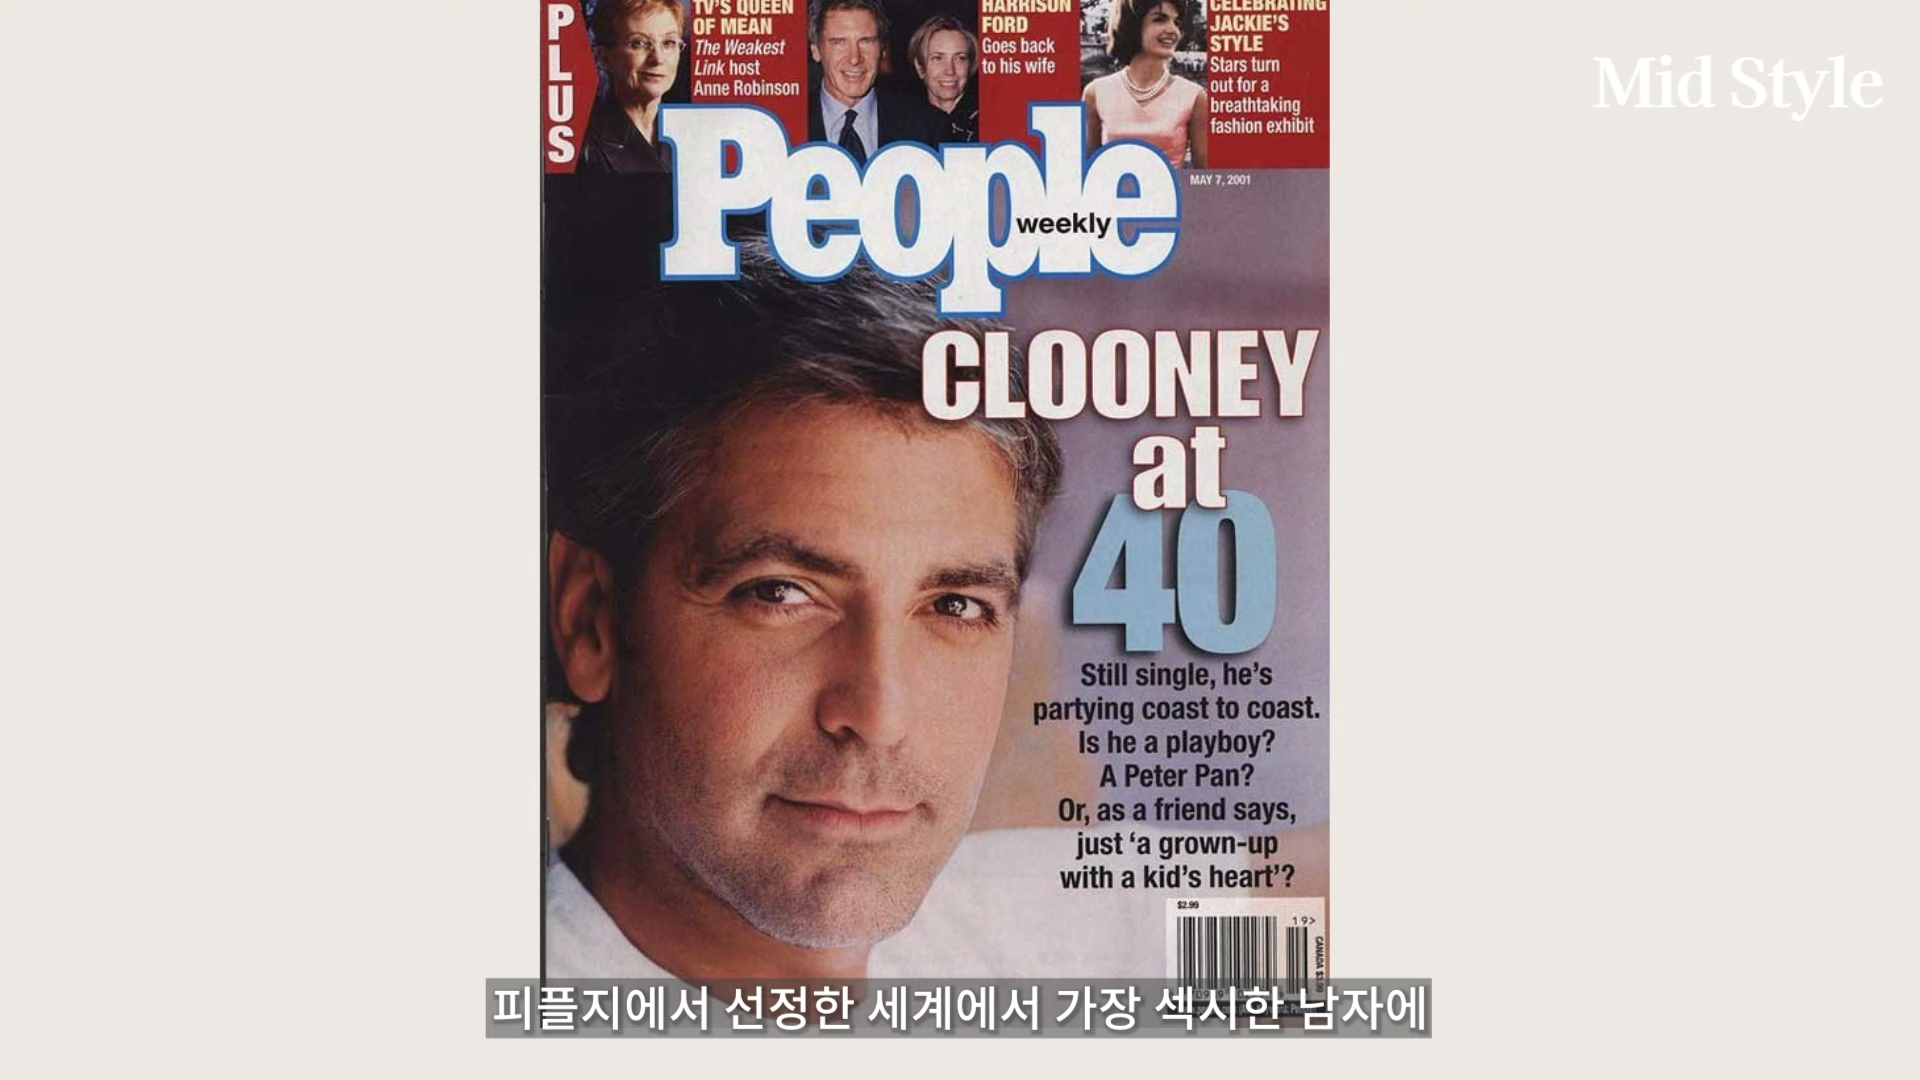 PLUS
TV'S QUEEN
OF MEAN
The Weakest
Link host
Anne Robinson
HARRISON
FORD
Goes back
to his wife
CELEBRATING
JACKIE'S
STYLE
Stars turn
out for a
breathtaking
fashion exhibit
Mid Style
People
weekly
MAY 7, 2001
CLOONEY
at
40
Still single, he's
partying coast to coast.
Is he a playboy?
A Peter Pan?
Or, as a friend says,
just ‘a grown-up
with a kid's heart’?
$2.99
19>
피플지에서 선정한 세계에서 가장 섹시한 남자에